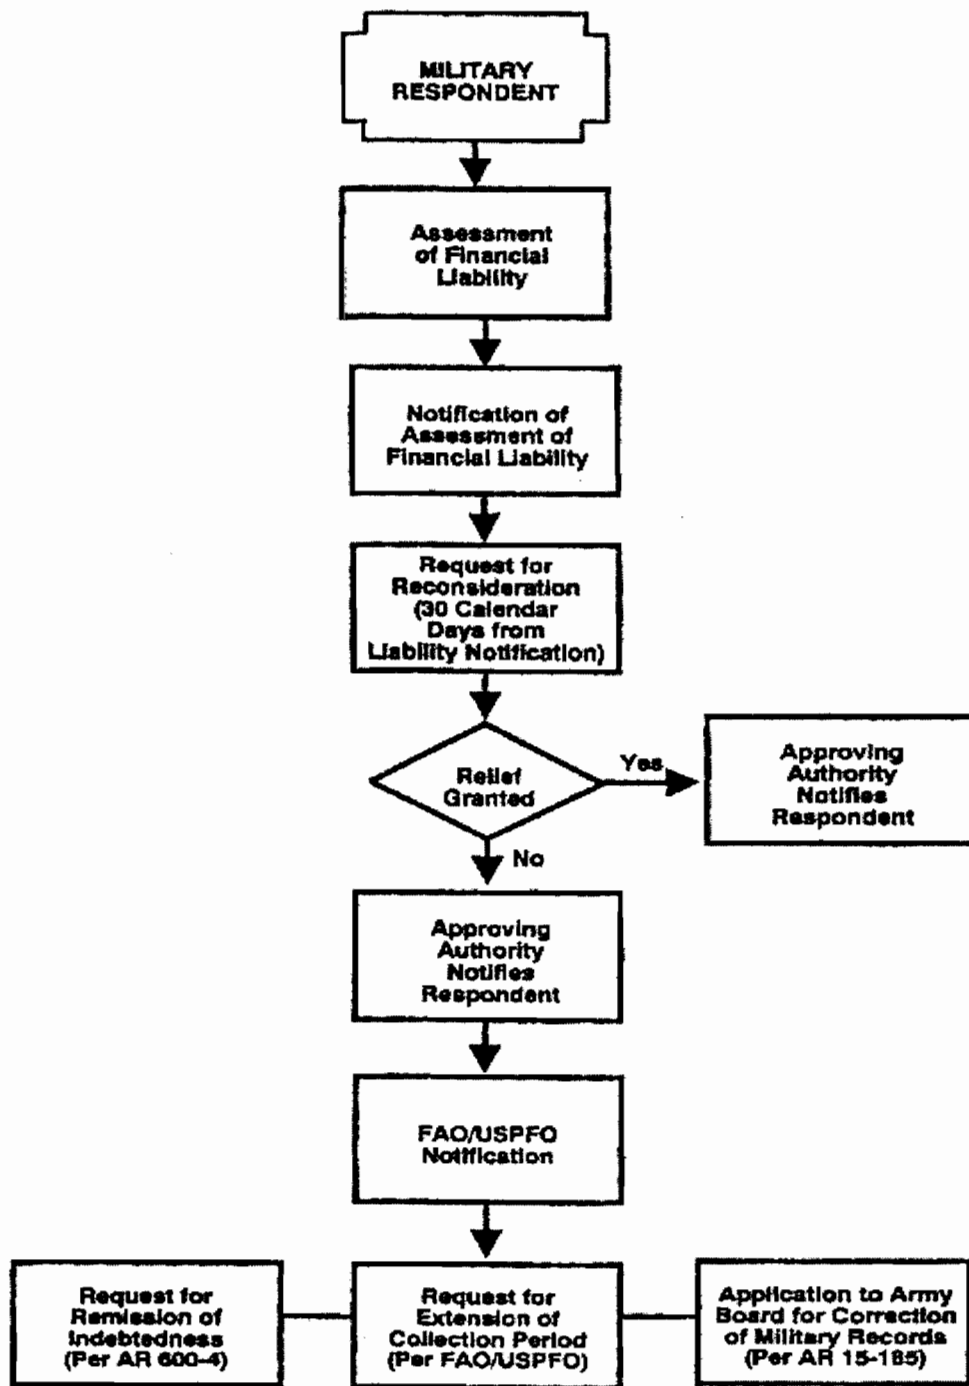 MILITARY
RESPONDENT
Assessment
of Financial
Liability
Notification of
Assessment of
Financial Liability
Request for
Reconsideration
(30 Calendar
Days from
Liability Notification)
Relief
Granted
Yes
Approving
Authority
Notifies
Respondent
No
Approving
Authority
Notifies
Respondent
FAO/USPFO
Notification
Request for
Remission of
Indebtedness
(Per AR 600-4)
Request for
Extension of
Collection Period
(Per FAO/USPFO)
Application to Army
Board for Correction
of Military Records
(Per AR 15-185)